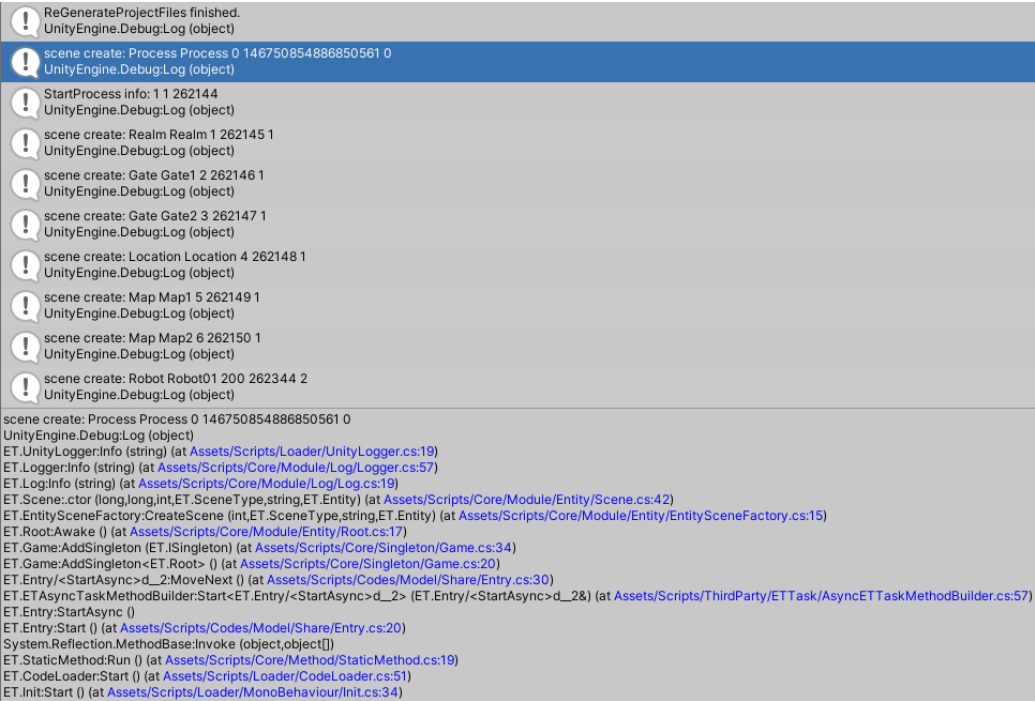 ReGenerateProjectFiles finished.
UnityEngine.Debug:Log (object)
scene create: Process Process 0 146750854886850561 0
UnityEngine.Debug:Log (object)
StartProcess info: 1 1 262144
UnityEngine.Debug:Log (object)
scene create: Realm Realm 1 262145 1
UnityEngine.Debug:Log (object)
scene create: Gate Gate1 2 262146 1
UnityEngine.Debug:Log (object)
scene create: Gate Gate2 3 262147 1
UnityEngine.Debug:Log (object)
scene create: Location Location 4 262148 1
UnityEngine.Debug:Log (object)
scene create: Map Map1 5 262149 1
UnityEngine.Debug:Log (object)
scene create: Map Map2 6 262150 1
UnityEngine.Debug:Log (object)
scene create: Robot Robot01 200 262344 2
UnityEngine.Debug:Log (object)
scene create: Process Process 0 146750854886850561 0
UnityEngine.Debug:Log (object)
ET.UnityLogger:Info (string) (at Assets/Scripts/Loader/UnityLogger.cs:19)
ET.Logger:Info (string) (at Assets/Scripts/Core/Module/Log/Logger.cs:57)
ET.Log:Info (string) (at Assets/Scripts/Core/Module/Log/Log.cs:19)
ET.Scene:.ctor (long,long,int,ET.SceneType,string,ET.Entity) (at Assets/Scripts/Core/Module/Entity/Scene.cs:42)
ET.EntitySceneFactory:CreateScene (int,ET.SceneType,string,ET.Entity) (at Assets/Scripts/Core/Module/Entity/EntitySceneFactory.cs:15)
ET.Root:Awake () (at Assets/Scripts/Core/Module/Entity/Root.cs:17)
ET.Game:AddSingleton (ET.ISingleton) (at Assets/Scripts/Core/Singleton/Game.cs:34)
ET.Game:AddSingleton<ET.Root> () (at Assets/Scripts/Core/Singleton/Game.cs:20)
ET.Entry/<StartAsync>d__2:MoveNext () (at Assets/Scripts/Codes/Model/Share/Entry.cs:30)
ET.ETAsyncTaskMethodBuilder:Start<ET.Entry/<StartAsync>d__2> (ET.Entry/<StartAsync>d__2&) (at Assets/Scripts/ThirdParty/ETTask/AsyncETTaskMethodBuilder.cs:57)
ET.Entry:StartAsync ()
ET.Entry:Start () (at Assets/Scripts/Codes/Model/Share/Entry.cs:20)
System.Reflection.MethodBase:Invoke (object,object[])
ET.StaticMethod:Run () (at Assets/Scripts/Core/Method/StaticMethod.cs:19)
ET.CodeLoader:Start () (at Assets/Scripts/Loader/CodeLoader.cs:51)
ET.Init:Start () (at Assets/Scripts/Loader/MonoBehaviour/Init.cs:34)